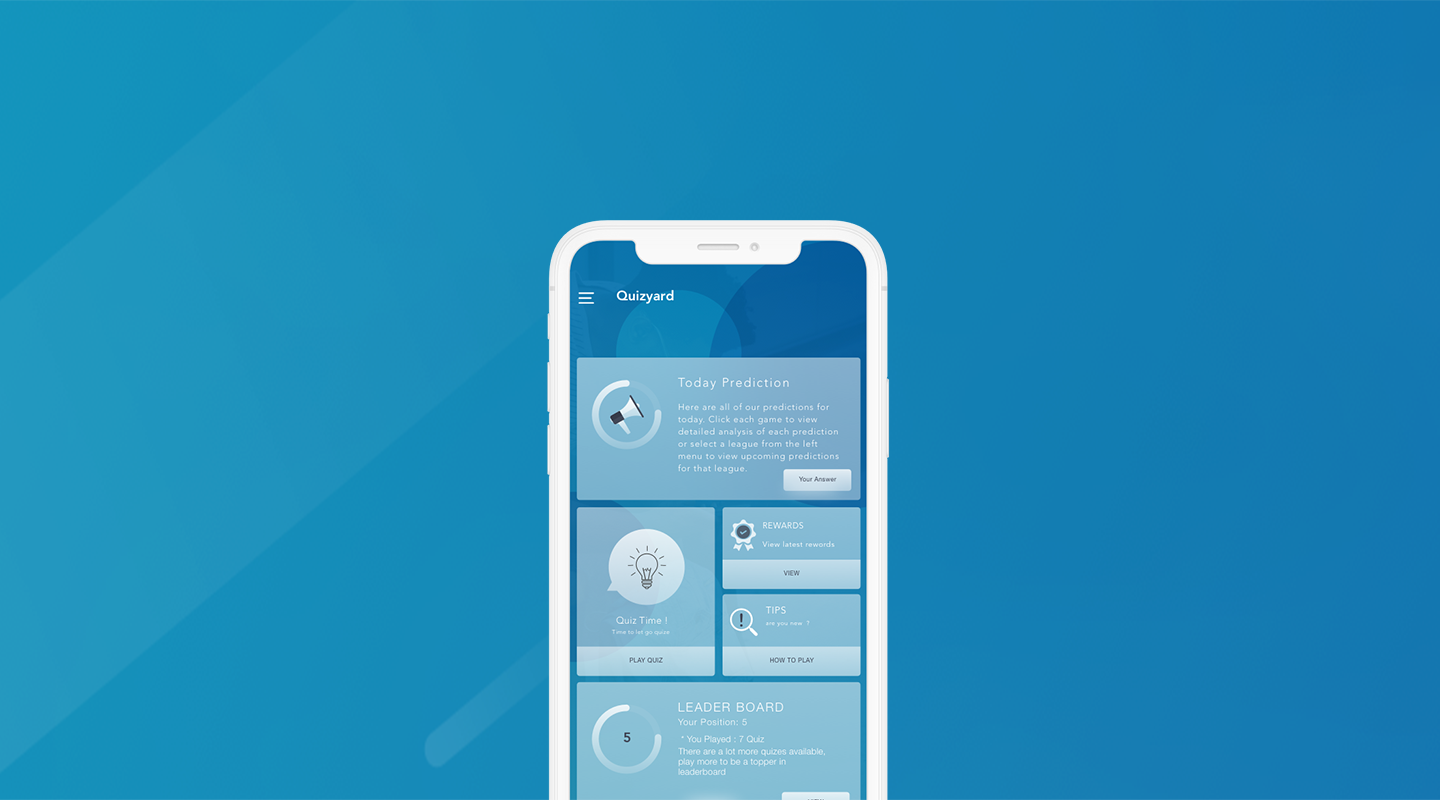 Quizyard
Today Prediction
Here are all of our predictions for
today. Click each game to view
detailed analysis of each prediction
or select a league from the left
menu to view upcoming predictions
for that league.
Your Answer
Quiz Time !
Time to let go quize
PLAY QUIZ
REWARDS
View latest rewords
VIEW
TIPS
are you new ?
HOW TO PLAY
5
LEADER BOARD
Your Position: 5
* You Played : 7 Quiz
There are a lot more quizes available,
play more to be a topper in
leaderboard